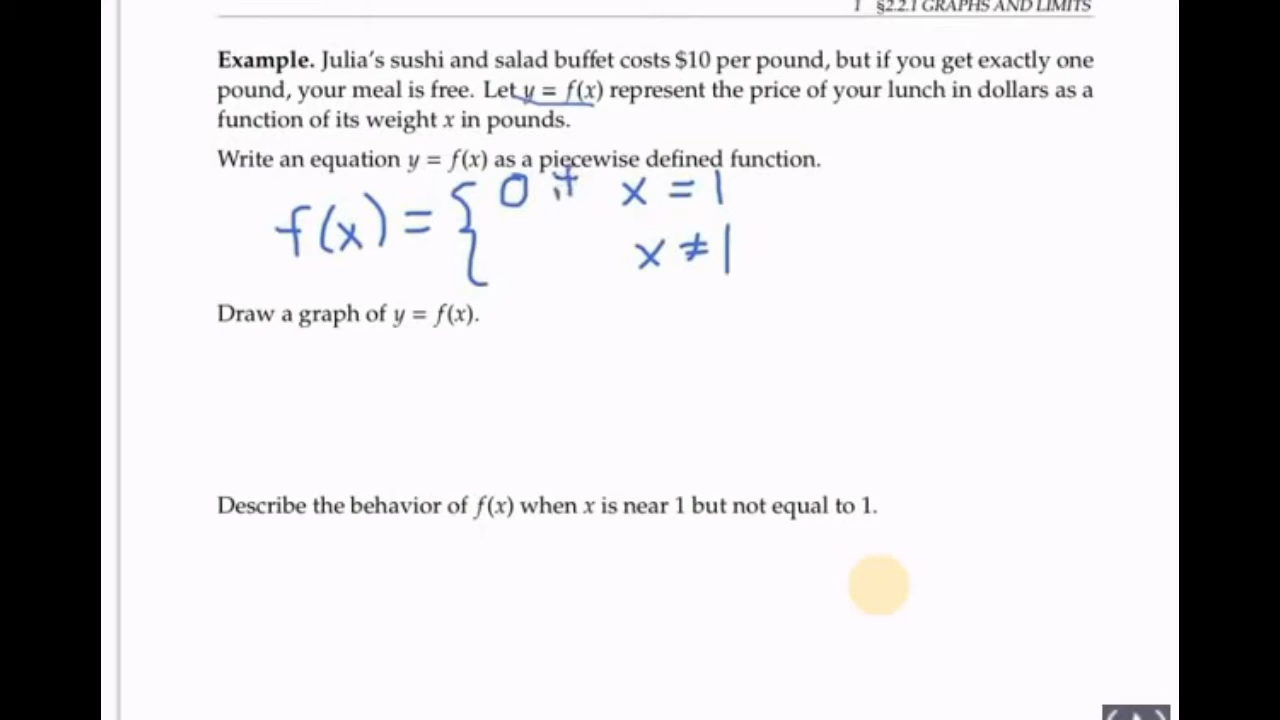 1 §2.2.1 GRAPHS AND LIMITS
Example. Julia's sushi and salad buffet costs $10 per pound, but if you get exactly one
pound, your meal is free. Let y = f(x) represent the price of your lunch in dollars as a
function of its weight x in pounds.
Write an equation y = f(x) as a piecewise defined function.
f(x) = { 0 if x = 1
x ≠ 1
Draw a graph of y = f(x).
Describe the behavior of f(x) when x is near 1 but not equal to 1.